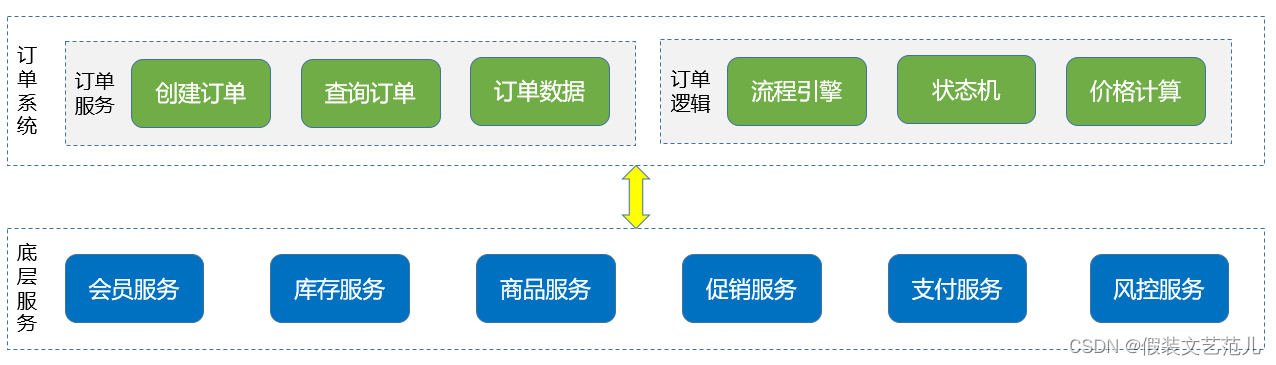 订单系统
订单
服务
创建订单
查询订单
订单数据
订单
逻辑
流程引擎
状态机
价格计算
底层服务
会员服务
库存服务
商品服务
促销服务
支付服务
风控服务
CSDN @假装文艺范儿